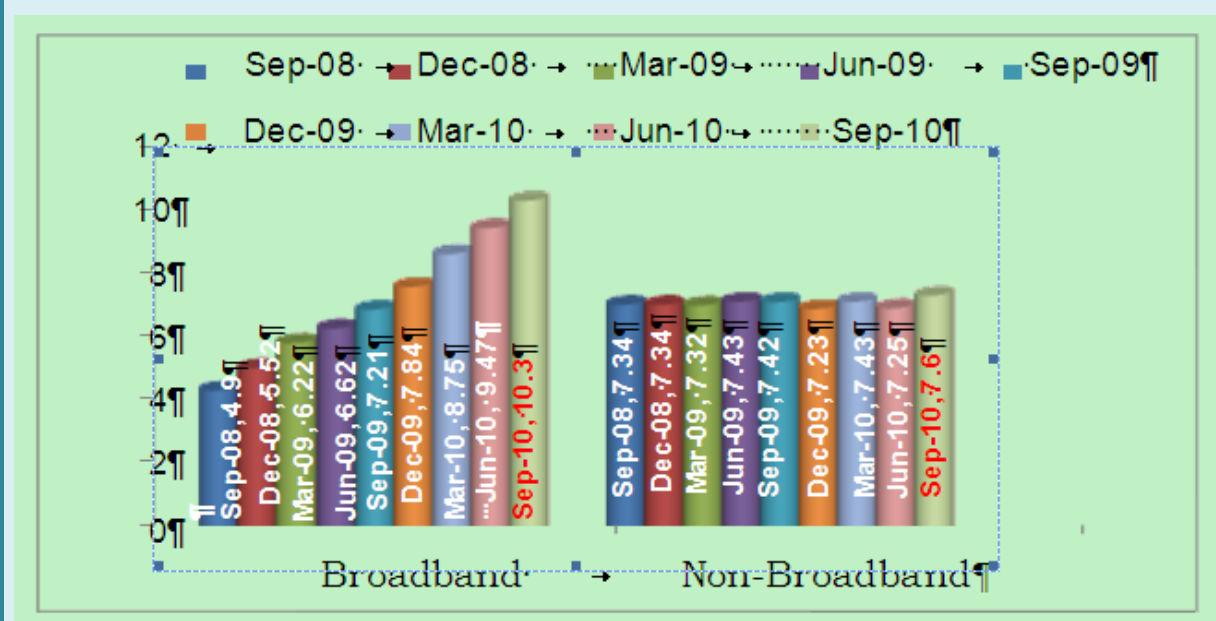 Sep-08 Dec-08 Mar-09 Jun-09 Sep-09¶
Dec-09 Mar-10 Jun-10 Sep-10¶
12
10¶
8¶
6¶
4¶
2¶
0¶
¶
Sep-08, 4.9¶
Dec-08, 5.52¶
Mar-09, 6.22¶
Jun-09, 6.62¶
Sep-09, 7.21¶
Dec-09, 7.84¶
Mar-10, 8.75¶
Jun-10, 9.47¶
Sep-10, 10.3¶
Sep-08, 7.34¶
Dec-08, 7.34¶
Mar-09, 7.32¶
Jun-09, 7.43¶
Sep-09, 7.42¶
Dec-09, 7.23¶
Mar-10, 7.43¶
Jun-10, 7.25¶
Sep-10, 7.6¶
Broadband Non-Broadband¶